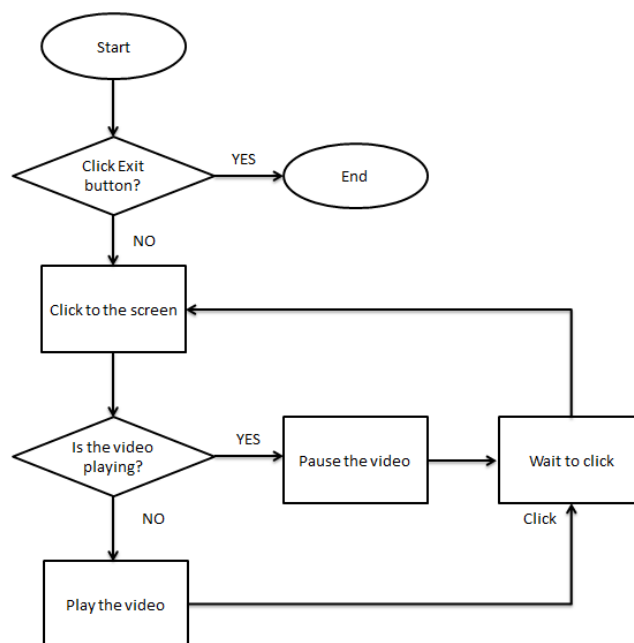 Start
Click Exit
button?
YES
End
NO
Click to the screen
Is the video
playing?
YES
Pause the video
Wait to click
NO
Click
Play the video